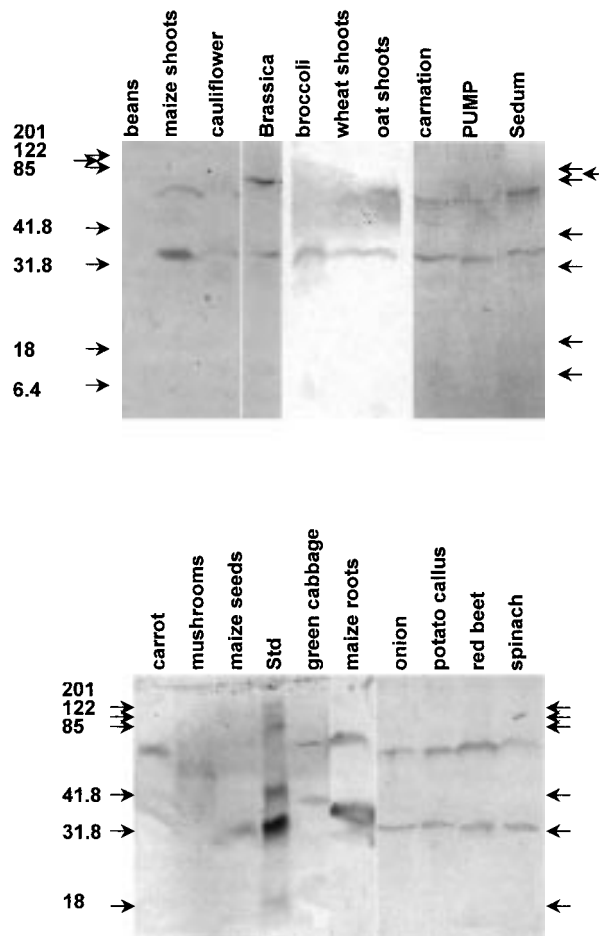 beans
maize shoots
cauliflower
Brassica
broccoli
wheat shoots
oat shoots
carnation
PUMP
Sedum
201
122
85
41.8
31.8
18
6.4
carrot
mushrooms
maize seeds
Std
green cabbage
maize roots
onion
potato callus
red beet
spinach
201
122
85
41.8
31.8
18